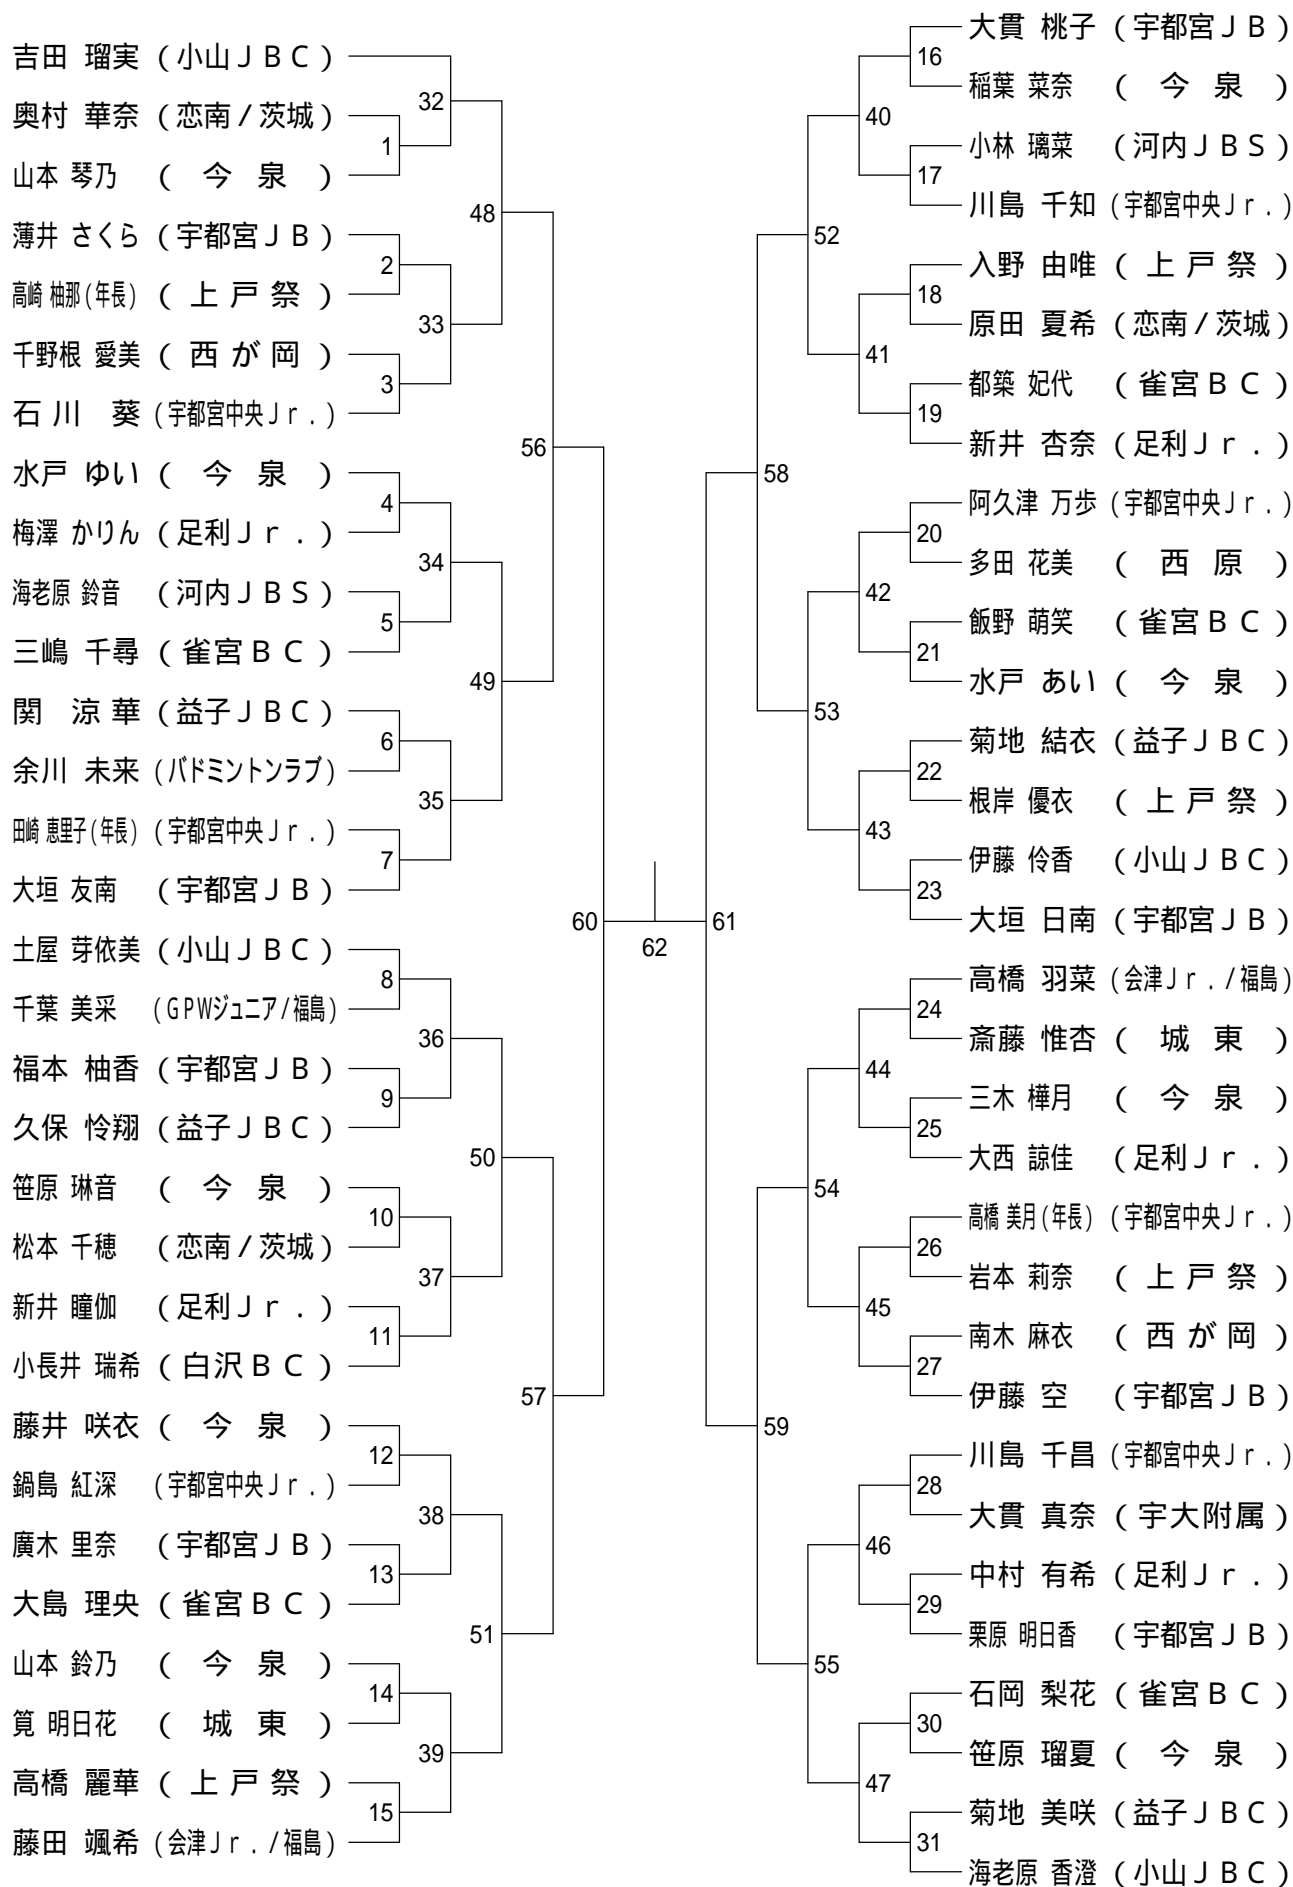 吉田 瑠実 (小山ＪＢＣ)
奥村 華奈 (恋南/茨城)
山本 琴乃 (今泉)
薄井 さくら (宇都宮ＪＢ)
高崎 柚那(年長) (上戸祭)
千野根 愛美 (西が岡)
石川 葵 (宇都宮中央Ｊｒ．)
水戸 ゆい (今泉)
梅澤 かりん (足利Ｊｒ．)
海老原 鈴音 (河内ＪＢＳ)
三嶋 千尋 (雀宮ＢＣ)
関 涼華 (益子ＪＢＣ)
余川 未来 (バドミントンラブ)
田崎 恵里子(年長) (宇都宮中央Ｊｒ．)
大垣 友南 (宇都宮ＪＢ)
土屋 芽依美 (小山ＪＢＣ)
千葉 美采 (GPWジュニア/福島)
福本 柚香 (宇都宮ＪＢ)
久保 怜翔 (益子ＪＢＣ)
笹原 琳音 (今泉)
松本 千穂 (恋南/茨城)
新井 瞳伽 (足利Ｊｒ．)
小長井 瑞希 (白沢ＢＣ)
藤井 咲衣 (今泉)
鍋島 紅深 (宇都宮中央Ｊｒ．)
廣木 里奈 (宇都宮ＪＢ)
大島 理央 (雀宮ＢＣ)
山本 鈴乃 (今泉)
筧 明日花 (城東)
高橋 麗華 (上戸祭)
藤田 颯希 (会津Ｊｒ．/福島)
1
2
3
4
5
6
7
8
9
10
11
12
13
14
15
32
33
34
35
36
37
38
39
48
49
50
51
56
57
60
62
61
58
59
52
53
54
55
40
41
42
43
44
45
46
47
16
17
18
19
20
21
22
23
24
25
26
27
28
29
30
31
大貫 桃子 (宇都宮ＪＢ)
稲葉 菜奈 (今泉)
小林 璃菜 (河内ＪＢＳ)
川島 千知 (宇都宮中央Ｊｒ．)
入野 由唯 (上戸祭)
原田 夏希 (恋南/茨城)
都築 妃代 (雀宮ＢＣ)
新井 杏奈 (足利Ｊｒ．)
阿久津 万歩 (宇都宮中央Ｊｒ．)
多田 花美 (西原)
飯野 萌笑 (雀宮ＢＣ)
水戸 あい (今泉)
菊地 結衣 (益子ＪＢＣ)
根岸 優衣 (上戸祭)
伊藤 伶香 (小山ＪＢＣ)
大垣 日南 (宇都宮ＪＢ)
高橋 羽菜 (会津Ｊｒ．/福島)
斎藤 惟杏 (城東)
三木 樺月 (今泉)
大西 諒佳 (足利Ｊｒ．)
高橋 美月(年長) (宇都宮中央Ｊｒ．)
岩本 莉奈 (上戸祭)
南木 麻衣 (西が岡)
伊藤 空 (宇都宮ＪＢ)
川島 千昌 (宇都宮中央Ｊｒ．)
大貫 真奈 (宇大附属)
中村 有希 (足利Ｊｒ．)
栗原 明日香 (宇都宮ＪＢ)
石岡 梨花 (雀宮ＢＣ)
笹原 瑠夏 (今泉)
菊地 美咲 (益子ＪＢＣ)
海老原 香澄 (小山ＪＢＣ)